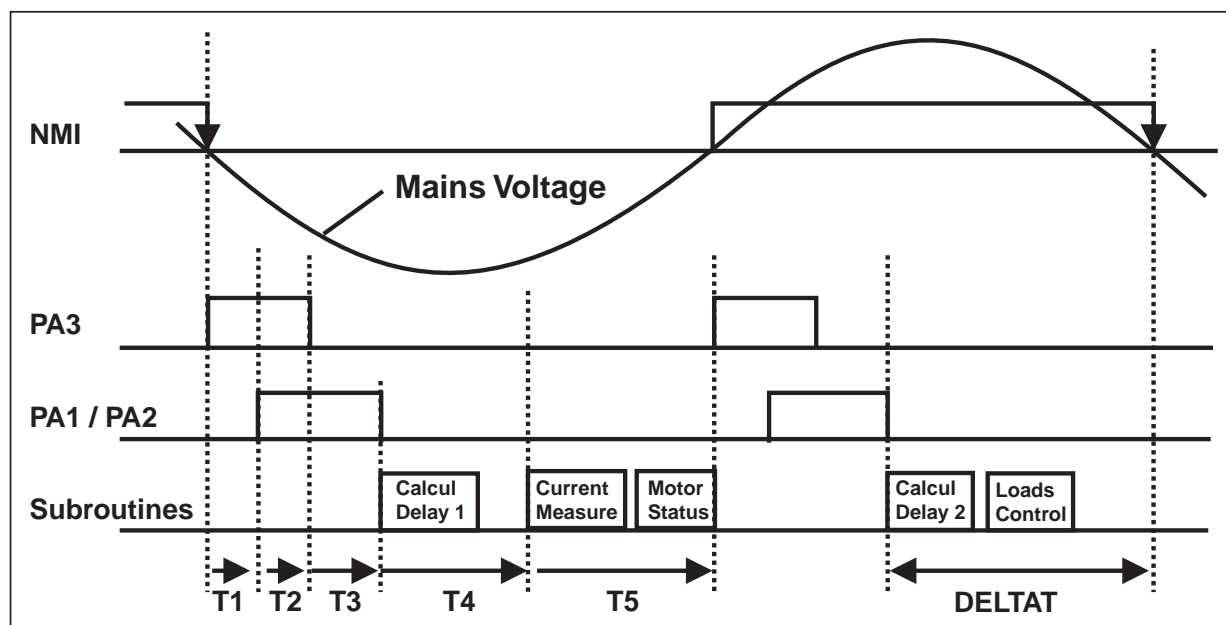 NMI
Mains Voltage
PA3
PA1 / PA2
Subroutines
Calcul
Delay 1
Current
Measure
Motor
Status
Calcul
Delay 2
Loads
Control
T1
T2
T3
T4
T5
DELTAT